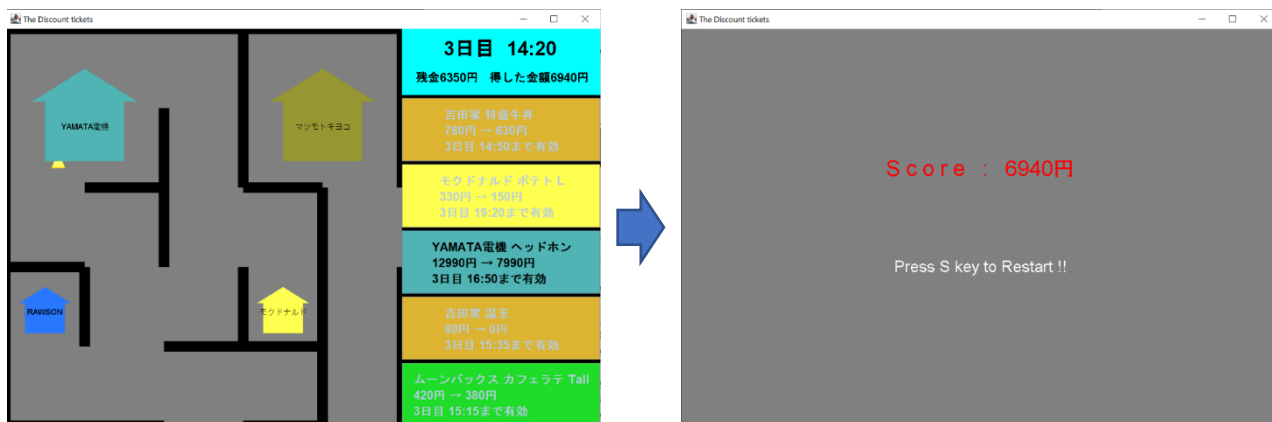 The Discount tickets
3日目 14:20
残金6350円 得した金額6940円
YAMATA電機
マツモトキヨコ
吉田家 特盛牛丼
780円 → 630円
3日目 14:50まで有効
モクドナルド ポテト L
330円 → 150円
3日目 19:20まで有効
YAMATA電機 ヘッドホン
12990円 → 7990円
3日目 16:50まで有効
RAWSON
モクドナルド
吉田家 温玉
80円 → 0円
3日目 15:35まで有効
ムーンバックス カフェラテ Tall
420円 → 380円
3日目 15:15まで有効
The Discount tickets
Score : 6940円
Press S key to Restart !!